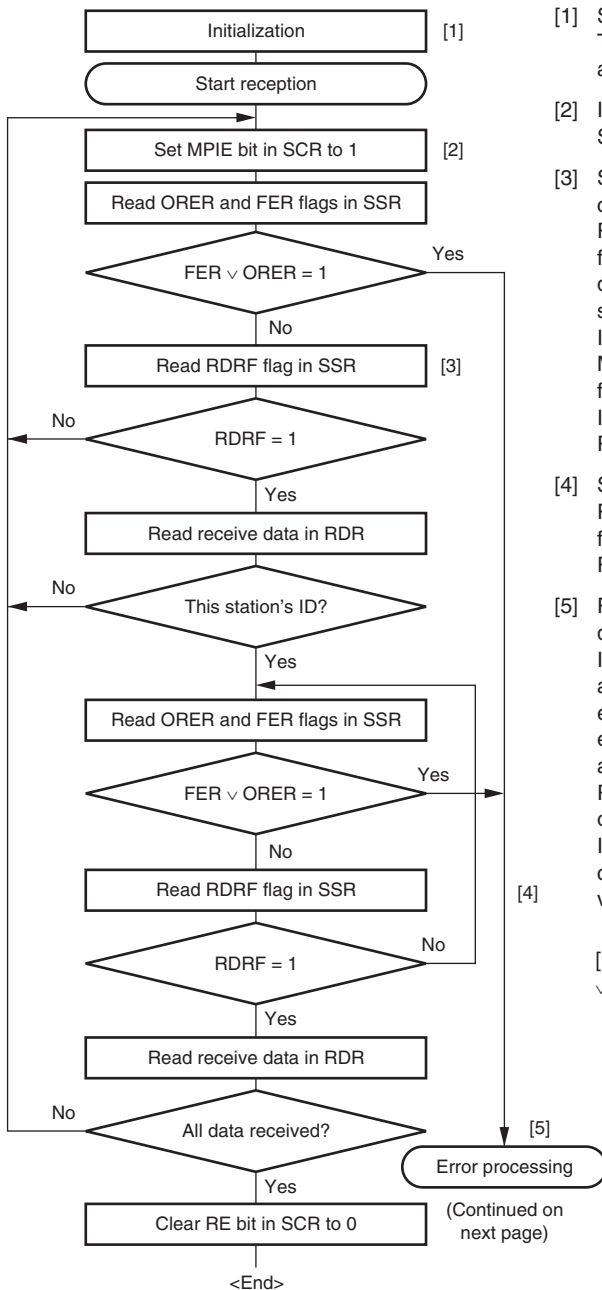 Initialization [1]
Start reception
Set MPIE bit in SCR to 1 [2]
Read ORER and FER flags in SSR
FER ∨ ORER = 1
Yes
No
Read RDRF flag in SSR [3]
RDRF = 1
No
Yes
Read receive data in RDR
This station's ID?
No
Yes
Read ORER and FER flags in SSR
FER ∨ ORER = 1
Yes
No
Read RDRF flag in SSR
[4]
RDRF = 1
No
Yes
Read receive data in RDR
All data received?
No
Yes
[5]
Error processing
(Continued on
next page)
Clear RE bit in SCR to 0
<End>
[1] S
T
a
[2] I
S
[3] S
[4] S
[5] F